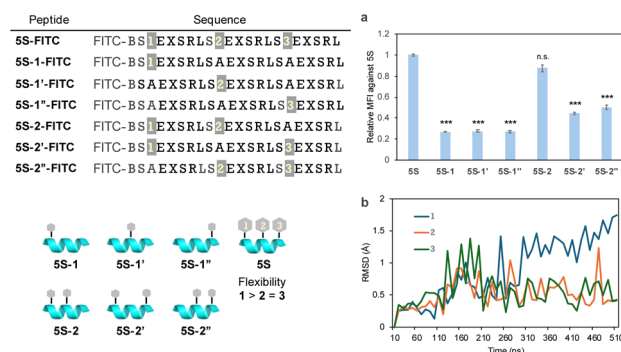 Peptide Sequence
5S-FITC FITC-BS1EXSRLS2EXSRLS3EXSRL
5S-1-FITC FITC-BS1EXSRLSAEXSRLSAEXSRL
5S-1'-FITC FITC-BSAEXSRLS2EXSRLSAEXSRL
5S-1"-FITC FITC-BSAEXSRLSAEXSRLS3EXSRL
5S-2-FITC FITC-BS1EXSRLS2EXSRLSAEXSRL
5S-2'-FITC FITC-BS1EXSRLSAEXSRLS3EXSRL
5S-2"-FITC FITC-BSAEXSRLS2EXSRLS3EXSRL
1 2 3
5S-1 5S-1' 5S-1" 5S
Flexibility
1 > 2 = 3
5S-2 5S-2' 5S-2"
a
Relative MFI against 5S
1.2
1
0.8
0.6
0.4
0.2
0
n.s.
*** *** *** *** ***
5S 5S-1 5S-1' 5S-1" 5S-2 5S-2' 5S-2"
b
RMSD (Å)
2
1.5
1
0.5
0
1
2
3
10 60 110 160 210 260 310 360 410 460 510
Time (ns)